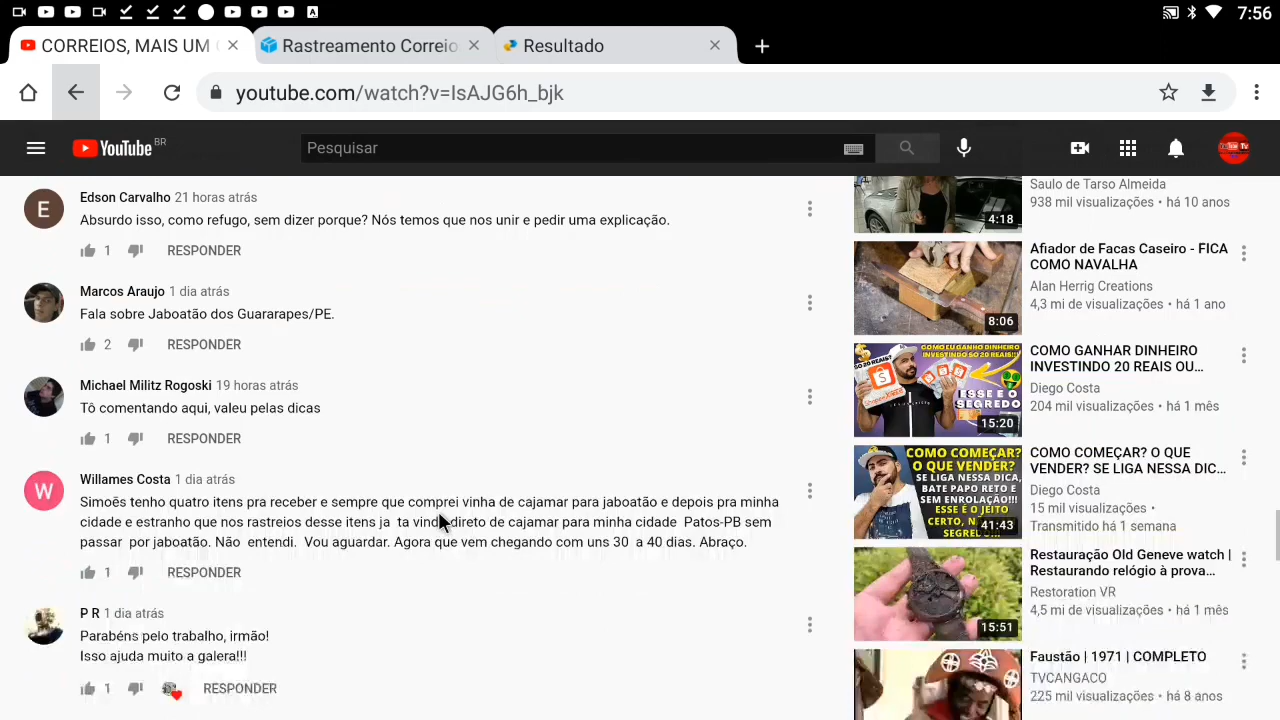 7:56
CORREIOS, MAIS UM
Rastreamento Correio
Resultado
youtube.com/watch?v=IsAJG6h_bjk
YouTube BR
Pesquisar
Edson Carvalho 21 horas atrás
Absurdo isso, como refugo, sem dizer porque? Nós temos que nos unir e pedir uma explicação.
1 RESPONDER
Marcos Araujo 1 dia atrás
Fala sobre Jaboatão dos Guararapes/PE.
2 RESPONDER
Michael Militz Rogoski 19 horas atrás
Tô comentando aqui, valeu pelas dicas
1 RESPONDER
W
Willames Costa 1 dia atrás
Simoēs tenho quatro itens pra receber e sempre que comprei vinha de cajamar para jaboatão e depois pra minha
cidade e estranho que nos rastreios desse itens ja ta vindo direto de cajamar para minha cidade Patos-PB sem
passar por jaboatão. Não entendi. Vou aguardar. Agora que vem chegando com uns 30 a 40 dias. Abraço.
1 RESPONDER
P R 1 dia atrás
Parabéns pelo trabalho, irmão!
Isso ajuda muito a galera!!!
1 RESPONDER
E
4:18
Saulo de Tarso Almeida
938 mil visualizações • há 10 anos
8:06
Afiador de Facas Caseiro - FICA
COMO NAVALHA
Alan Herrig Creations
4,3 mi de visualizações • há 1 ano
COMO EU GANHO DINHEIRO
INVESTINDO SO 20 REAIS!!!
ESSE E O
SEGREDO
15:20
COMO GANHAR DINHEIRO
INVESTINDO 20 REAIS OU...
Diego Costa
204 mil visualizações • há 1 mês
COMO COMEÇAR?
O QUE VENDER?
SE LIGA NESSA DICA,
BATE PAPO RETO E
SEM ENROLAÇÃO!!!
ESSE E O JEITO
CERTO,
41:43
COMO COMEÇAR? O QUE
VENDER? SE LIGA NESSA DIC...
Diego Costa
15 mil visualizações •
Transmitido há 1 semana
15:51
Restauração Old Geneve watch |
Restaurando relógio à prova...
Restoration VR
4,5 mi de visualizações • há 1 mês
Faustão | 1971 | COMPLETO
TVCANGACO
225 mil visualizações • há 8 anos